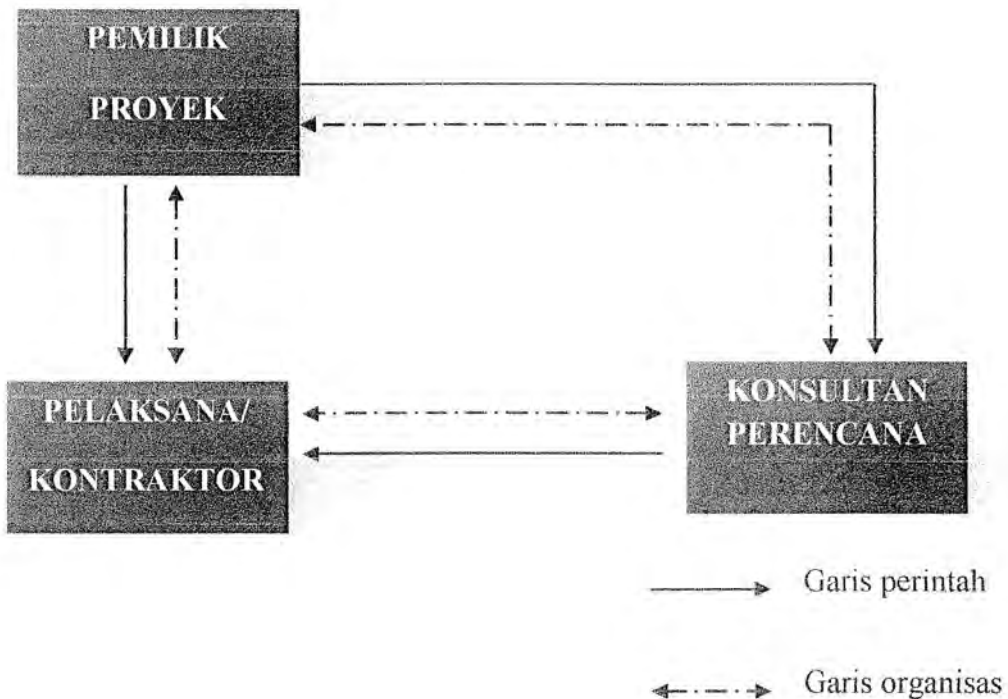 PEMILIK
PROYEK
PELAKSANA/
KONTRAKTOR
KONSULTAN
PERENCANA
Garis perintah
Garis organisas